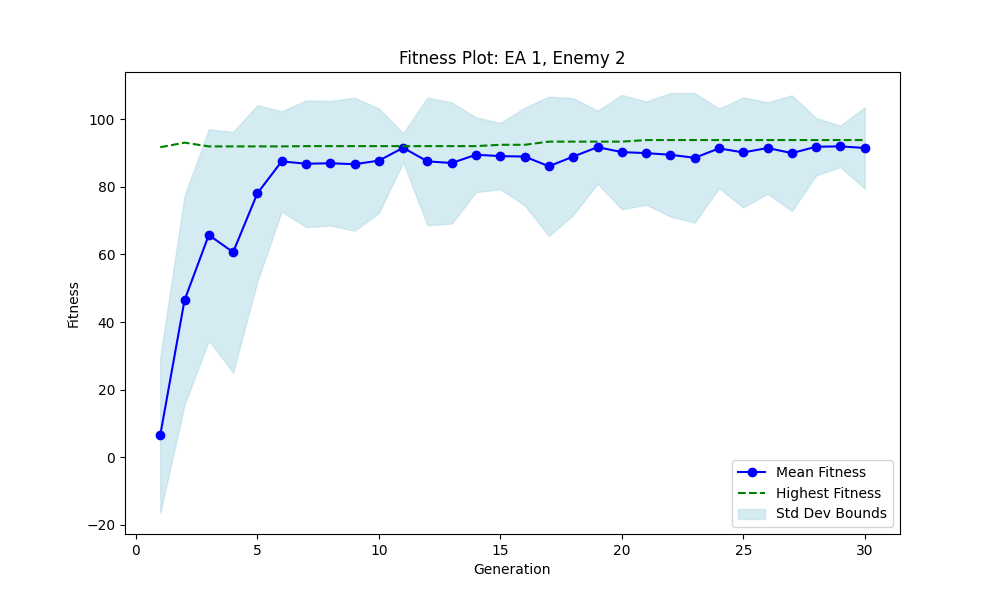 Fitness Plot: EA 1, Enemy 2
100
80
60
40
20
0
−20
Fitness
0 5 10 15 20 25 30
Generation
Mean Fitness
Highest Fitness
Std Dev Bounds